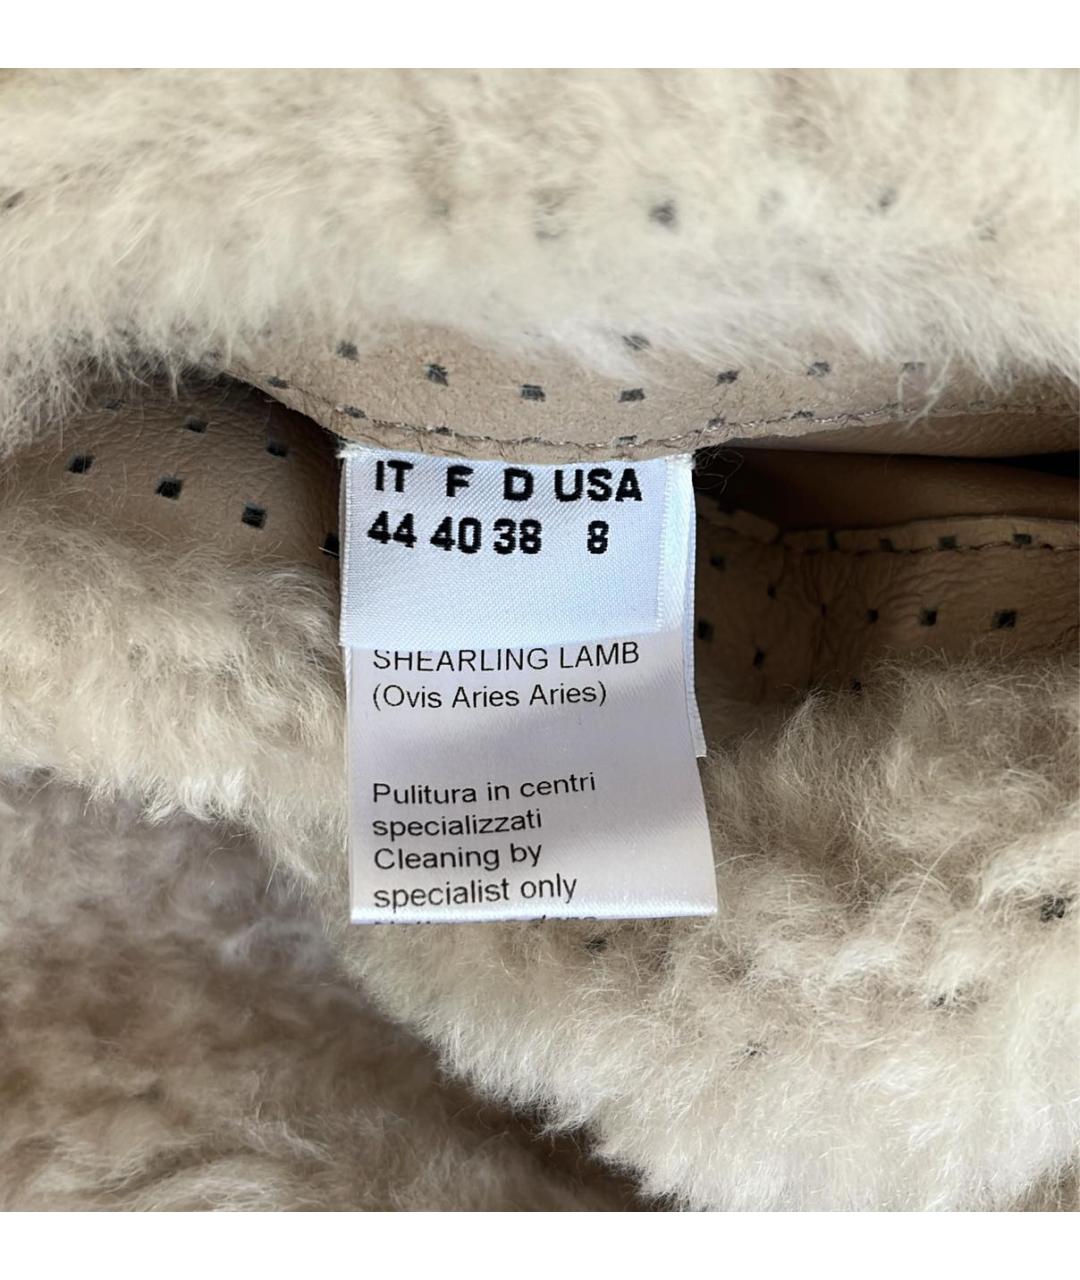 IT F D USA
44 40 38 8
SHEARLING LAMB
(Ovis Aries Aries)
Pulitura in centri
specializzati
Cleaning by
specialist only